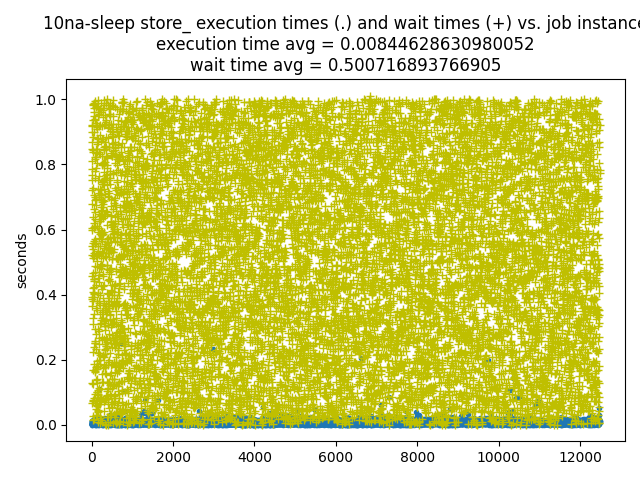 10na-sleep store_ execution times (.) and wait times (+) vs. job instance
execution time avg = 0.00844628630980052
wait time avg = 0.500716893766905
1.0
0.8
0.6
0.4
0.2
0.0
seconds
0 2000 4000 6000 8000 10000 12000